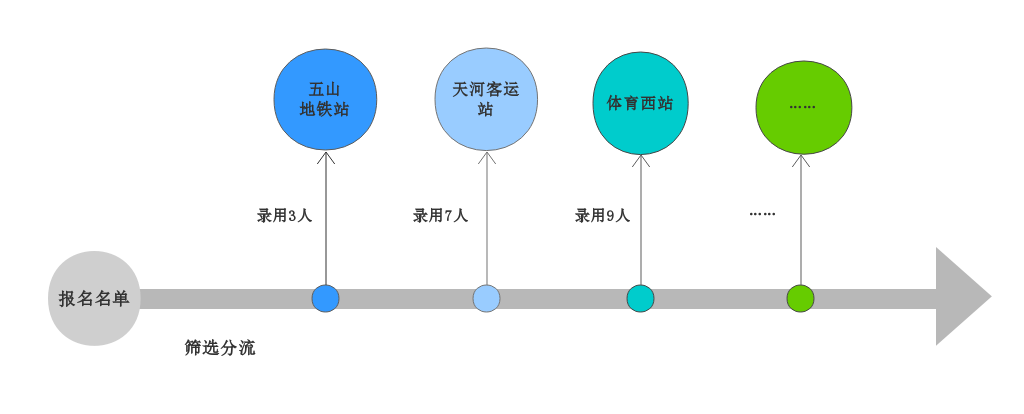 五山
地铁站
天河客运
站
体育西站
……
录用3人
录用7人
录用9人
……
报名名单
筛选分流